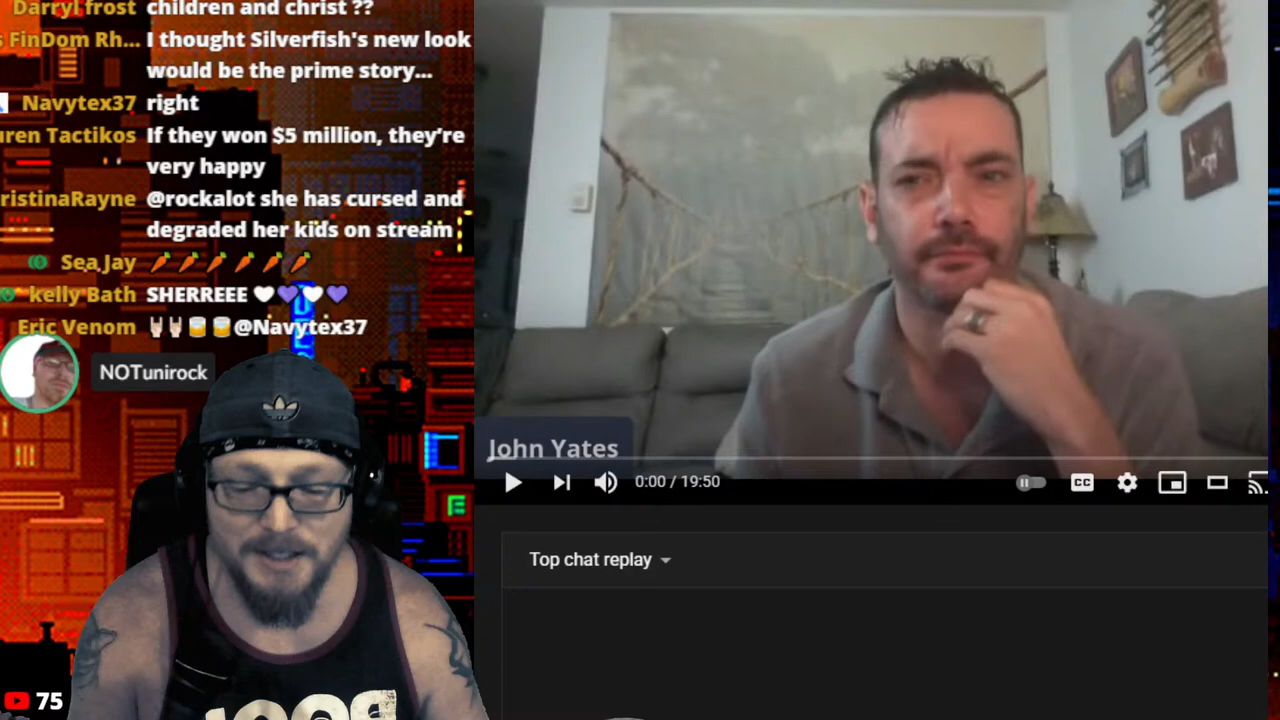 Darryl frost children and christ ??
s FinDom Rh... I thought Silverfish's new look
would be the prime story...
Navytex37 right
uren Tactikos If they won $5 million, they're
very happy
ristinaRayne @rockalot she has cursed and
degraded her kids on stream
Sea Jay
kelly Bath SHERREEE
Eric Venom @Navytex37
NOTunirock
75
John Yates
0:00 / 19:50
CC
Top chat replay